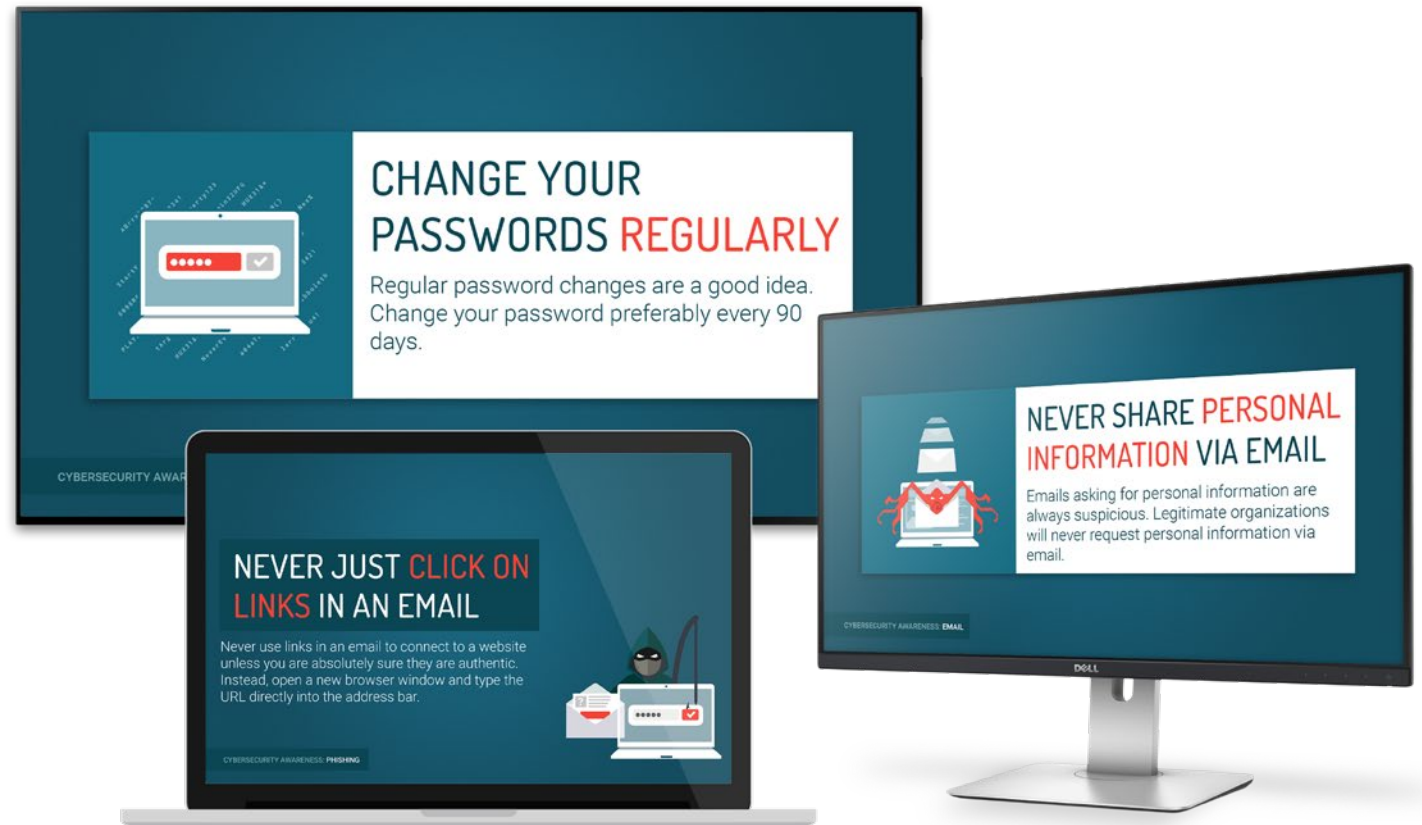 CHANGE YOUR
PASSWORDS REGULARLY
Regular password changes are a good idea.
Change your password preferably every 90
days.
CYBERSECURITY
NEVER JUST CLICK ON
LINKS IN AN EMAIL
Never use links in an email to connect to a website
unless you are absolutely sure they are authentic.
Instead, open a new browser window and type the
URL directly into the address bar.
CYBERSECURITY AWARENESS: PHISHING
NEVER SHARE PERSONAL
INFORMATION VIA EMAIL
Emails asking for personal information are
always suspicious. Legitimate organizations
will never request personal information via
email.
CYBERSECURITY AWARENESS: EMAIL
DELL